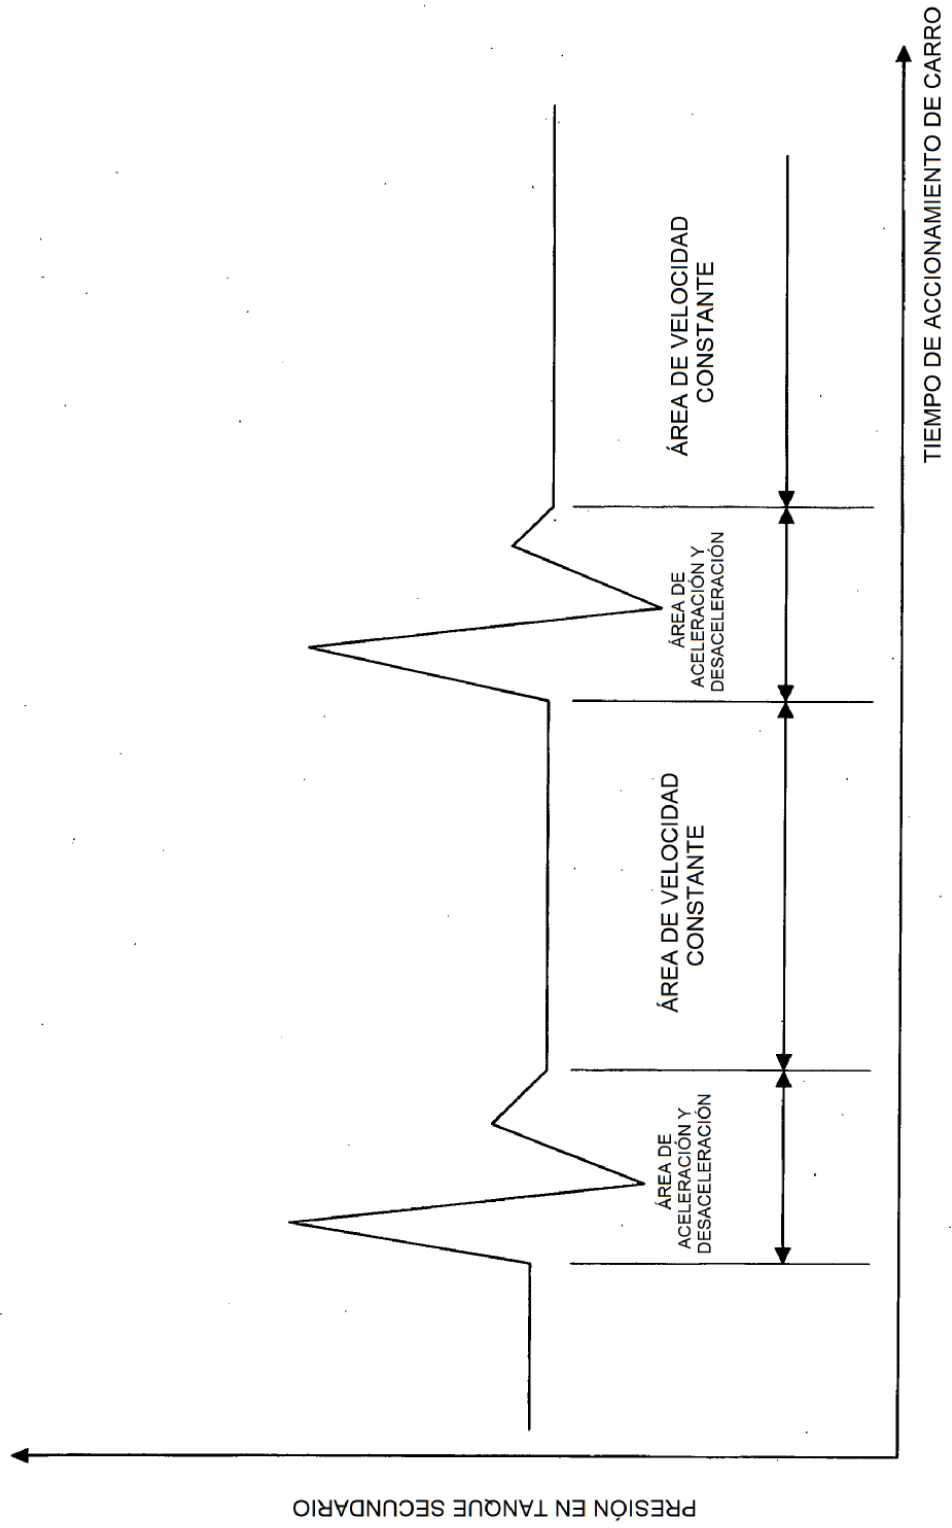 PRESIÓN EN TANQUE SECUNDARIO
ÁREA DE
ACELERACIÓN Y
DESACELERACIÓN
ÁREA DE VELOCIDAD
CONSTANTE
ÁREA DE
ACELERACIÓN Y
DESACELERACIÓN
ÁREA DE VELOCIDAD
CONSTANTE
TIEMPO DE ACCIONAMIENTO DE CARRO